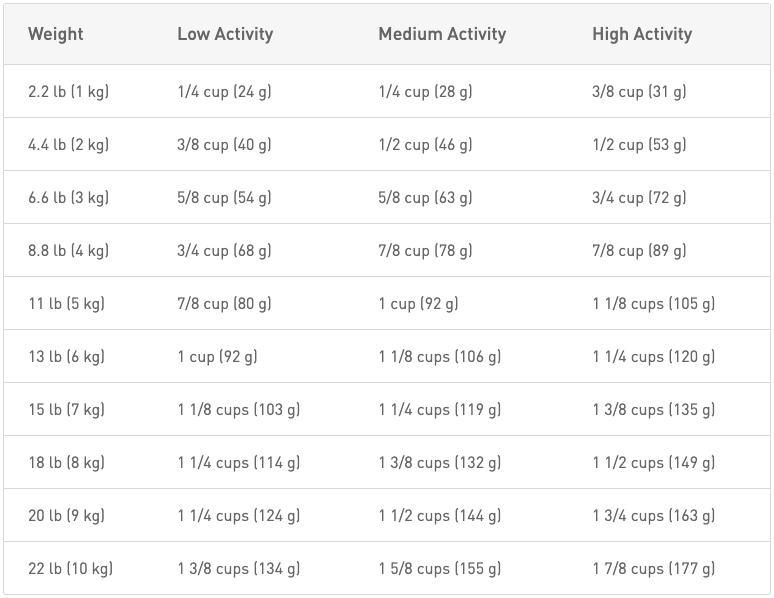 Weight Low Activity Medium Activity High Activity
2.2 lb (1 kg) 1/4 cup (24 g) 1/4 cup (28 g) 3/8 cup (31 g)
4.4 lb (2 kg) 3/8 cup (40 g) 1/2 cup (46 g) 1/2 cup (53 g)
6.6 lb (3 kg) 5/8 cup (54 g) 5/8 cup (63 g) 3/4 cup (72 g)
8.8 lb (4 kg) 3/4 cup (68 g) 7/8 cup (78 g) 7/8 cup (89 g)
11 lb (5 kg) 7/8 cup (80 g) 1 cup (92 g) 1 1/8 cups (105 g)
13 lb (6 kg) 1 cup (92 g) 1 1/8 cups (106 g) 1 1/4 cups (120 g)
15 lb (7 kg) 1 1/8 cups (103 g) 1 1/4 cups (119 g) 1 3/8 cups (135 g)
18 lb (8 kg) 1 1/4 cups (114 g) 1 3/8 cups (132 g) 1 1/2 cups (149 g)
20 lb (9 kg) 1 1/4 cups (124 g) 1 1/2 cups (144 g) 1 3/4 cups (163 g)
22 lb (10 kg) 1 3/8 cups (134 g) 1 5/8 cups (155 g) 1 7/8 cups (177 g)